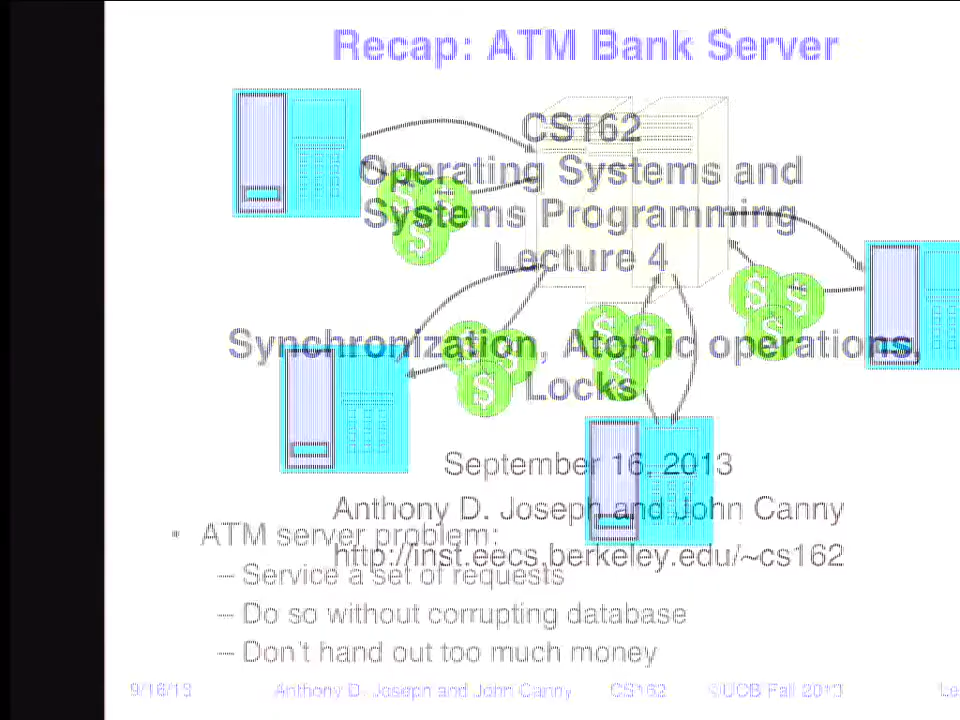 Recap: ATM Bank Server
CS162
Operating Systems and
Systems Programming
Lecture 4
Synchronization, Atomic operations,
Locks
September 16, 2013
Anthony D. Joseph and John Canny
http://inst.eecs.berkeley.edu/~cs162
• ATM server problem:
– Service a set of requests
– Do so without corrupting database
– Don't hand out too much money
9/16/13 Anthony D. Joseph and John Canny CS162 ©UCB Fall 2013